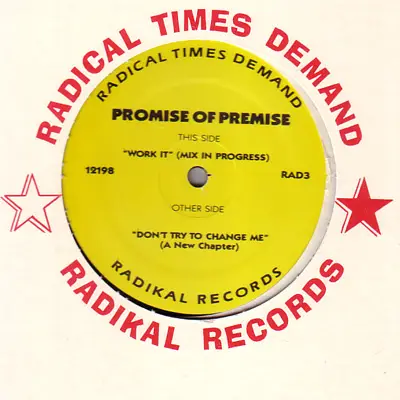 RADICAL TIMES DEMAND
RADICAL TIMES DEMAND
PROMISE OF PREMISE
THIS SIDE
"WORK IT" (MIX IN PROGRESS)
12198
RAD3
OTHER SIDE
"DON'T TRY TO CHANGE ME"
(A New Chapter)
RADIKAL RECORDS
RADIKAL RECORDS